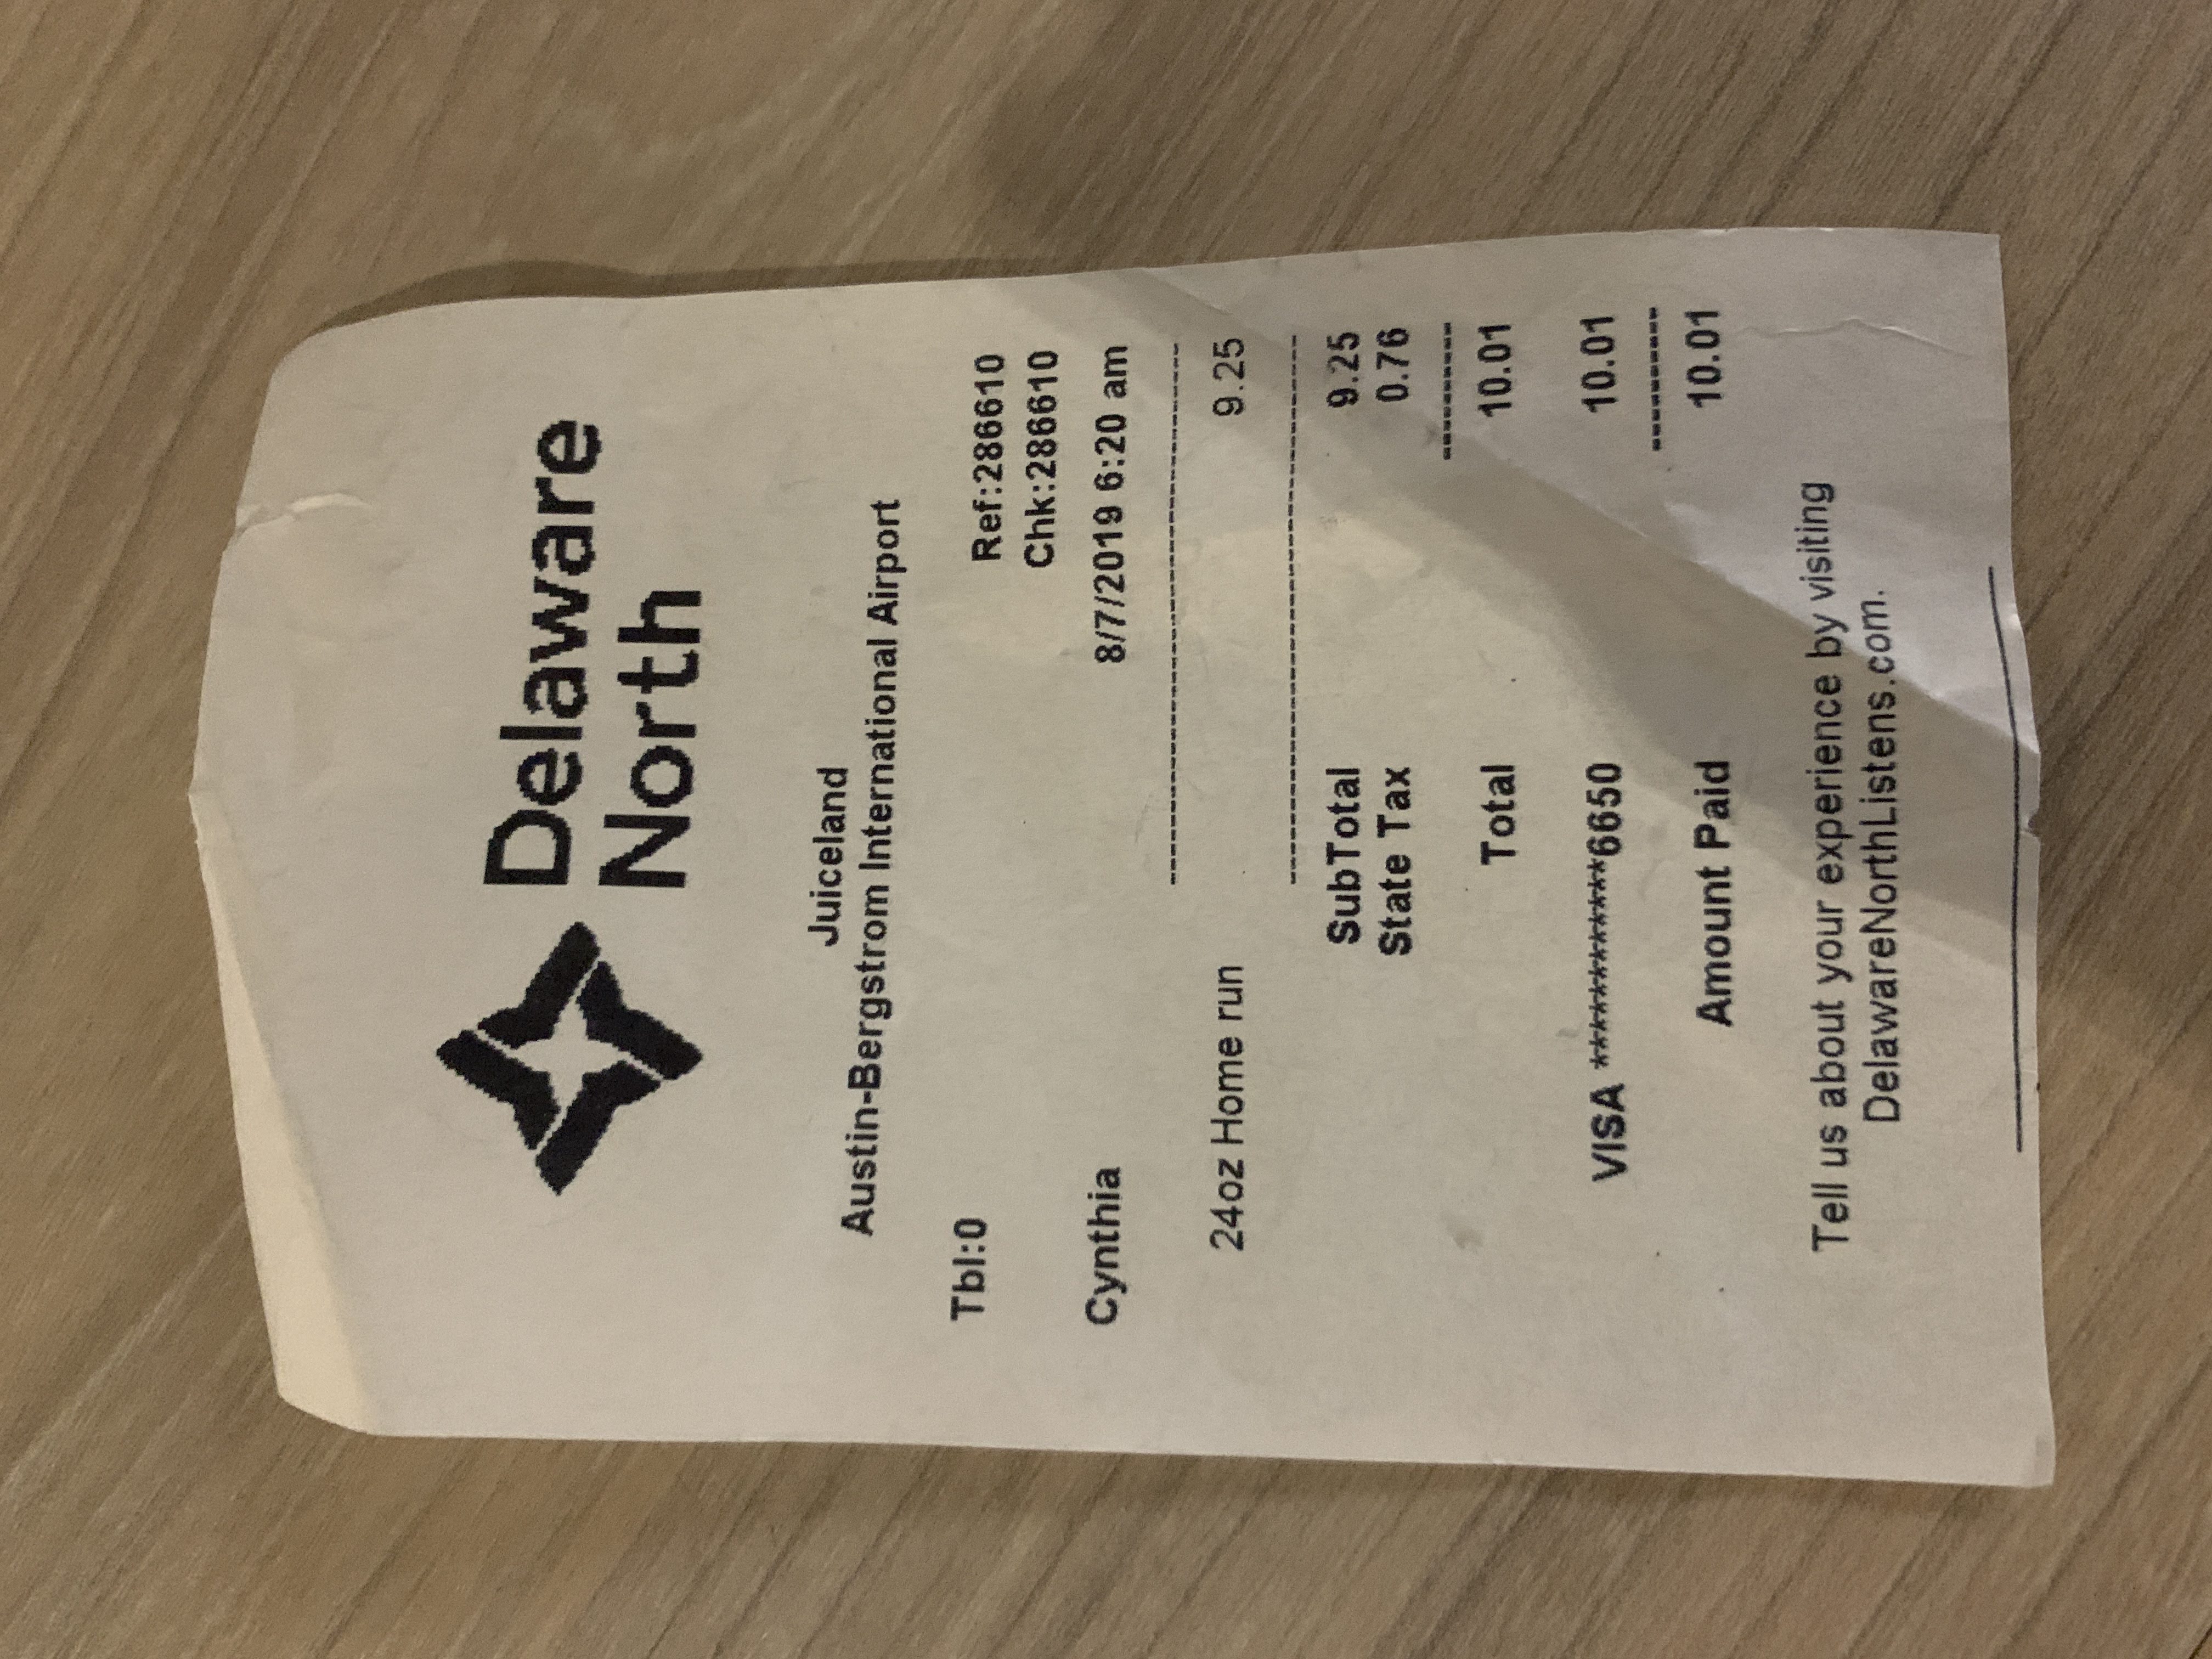 Delaware
North
Juiceland
Austin-Bergstrom International Airport
Tbl:0
Ref:286610
Chk:286610
Cynthia 8/7/2019 6:20 am
24oz Home run 9.25
SubTotal 9.25
State Tax 0.76
Total 10.01
VISA ************6650 10.01
Amount Paid 10.01
Tell us about your experience by visiting
DelawareNorthListens.com.